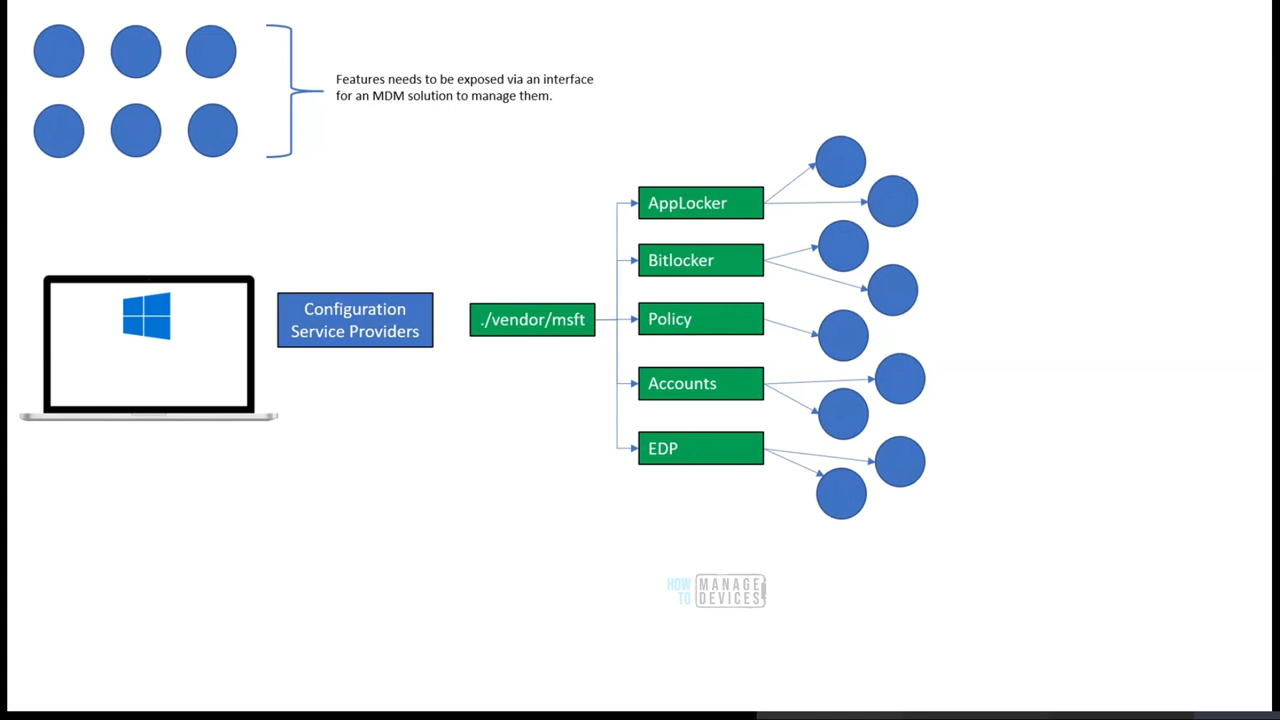 Features needs to be exposed via an interface
for an MDM solution to manage them.
AppLocker
Bitlocker
Configuration
Service Providers
./vendor/msft
Policy
Accounts
EDP
HOW
TO
MANAGE
DEVICES